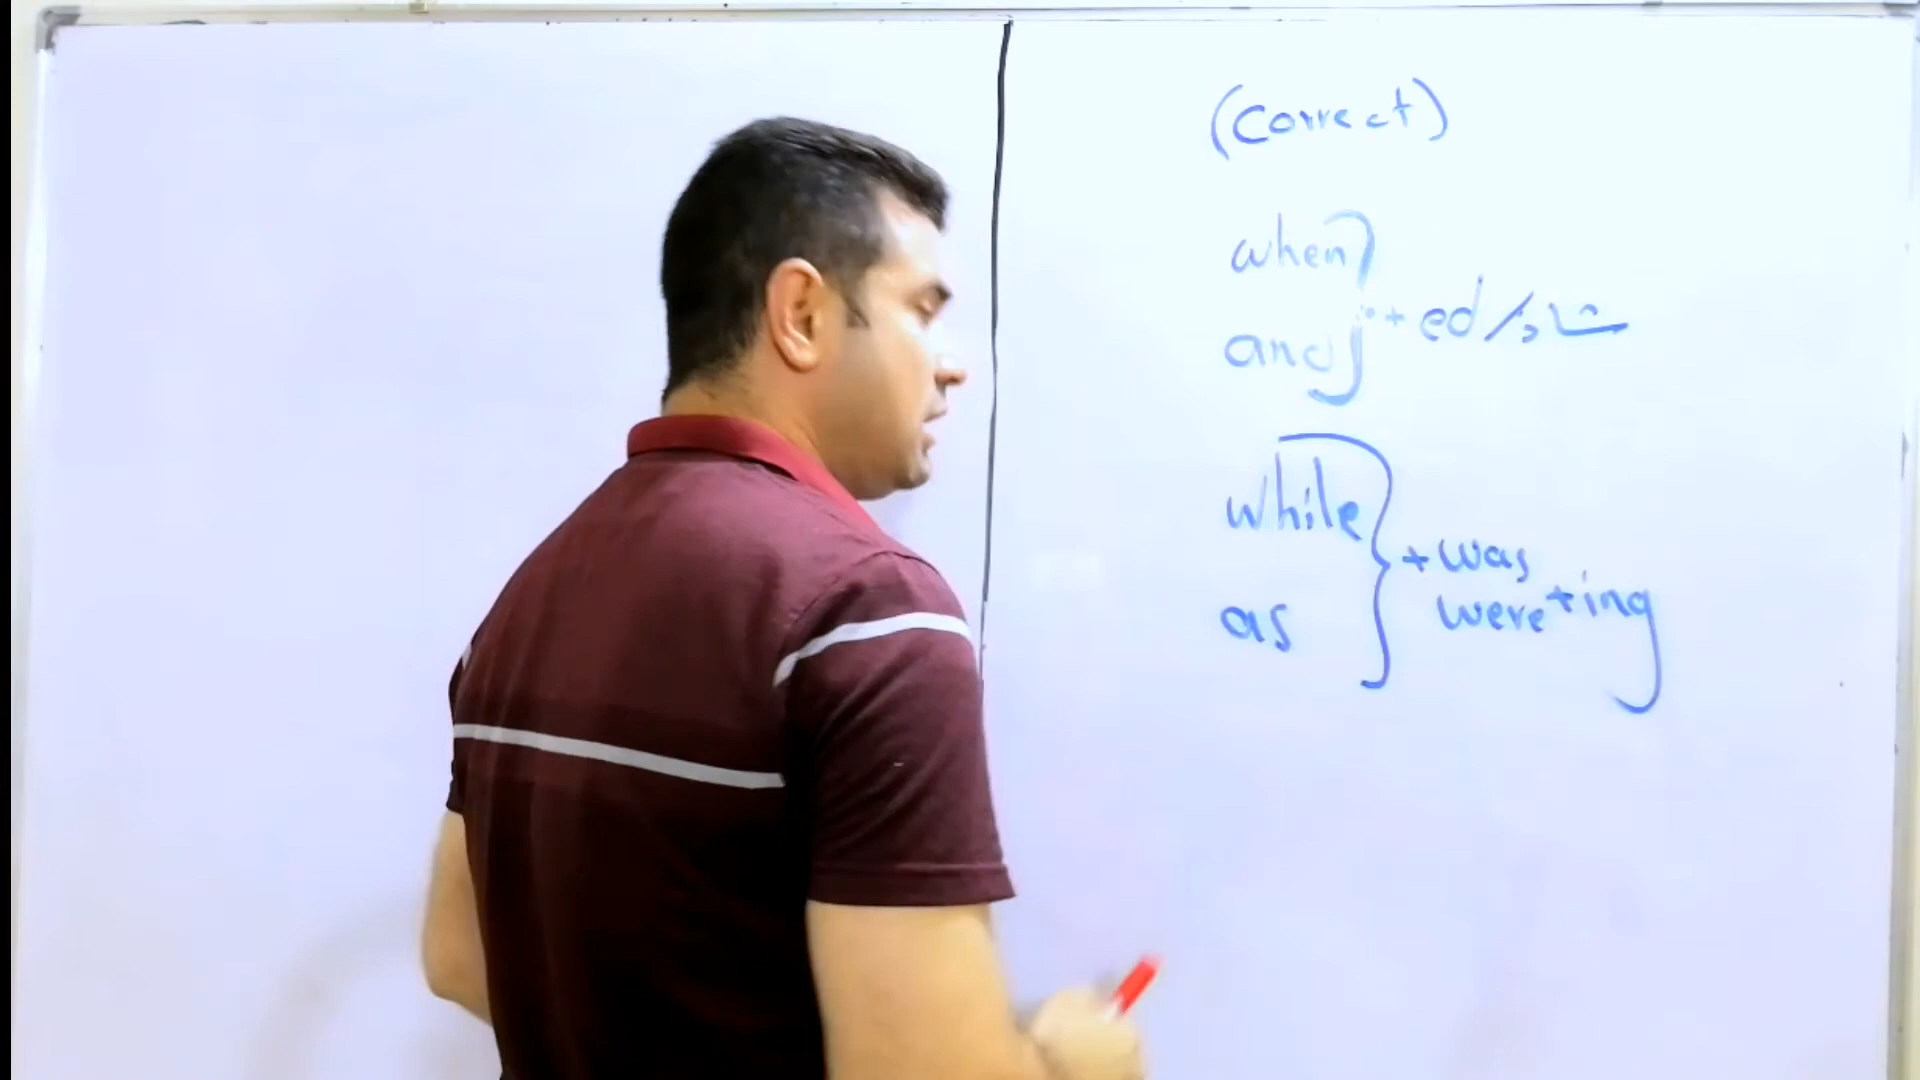 (correct)
when
and } + ed / شاذ
while
as } + was
were + ing